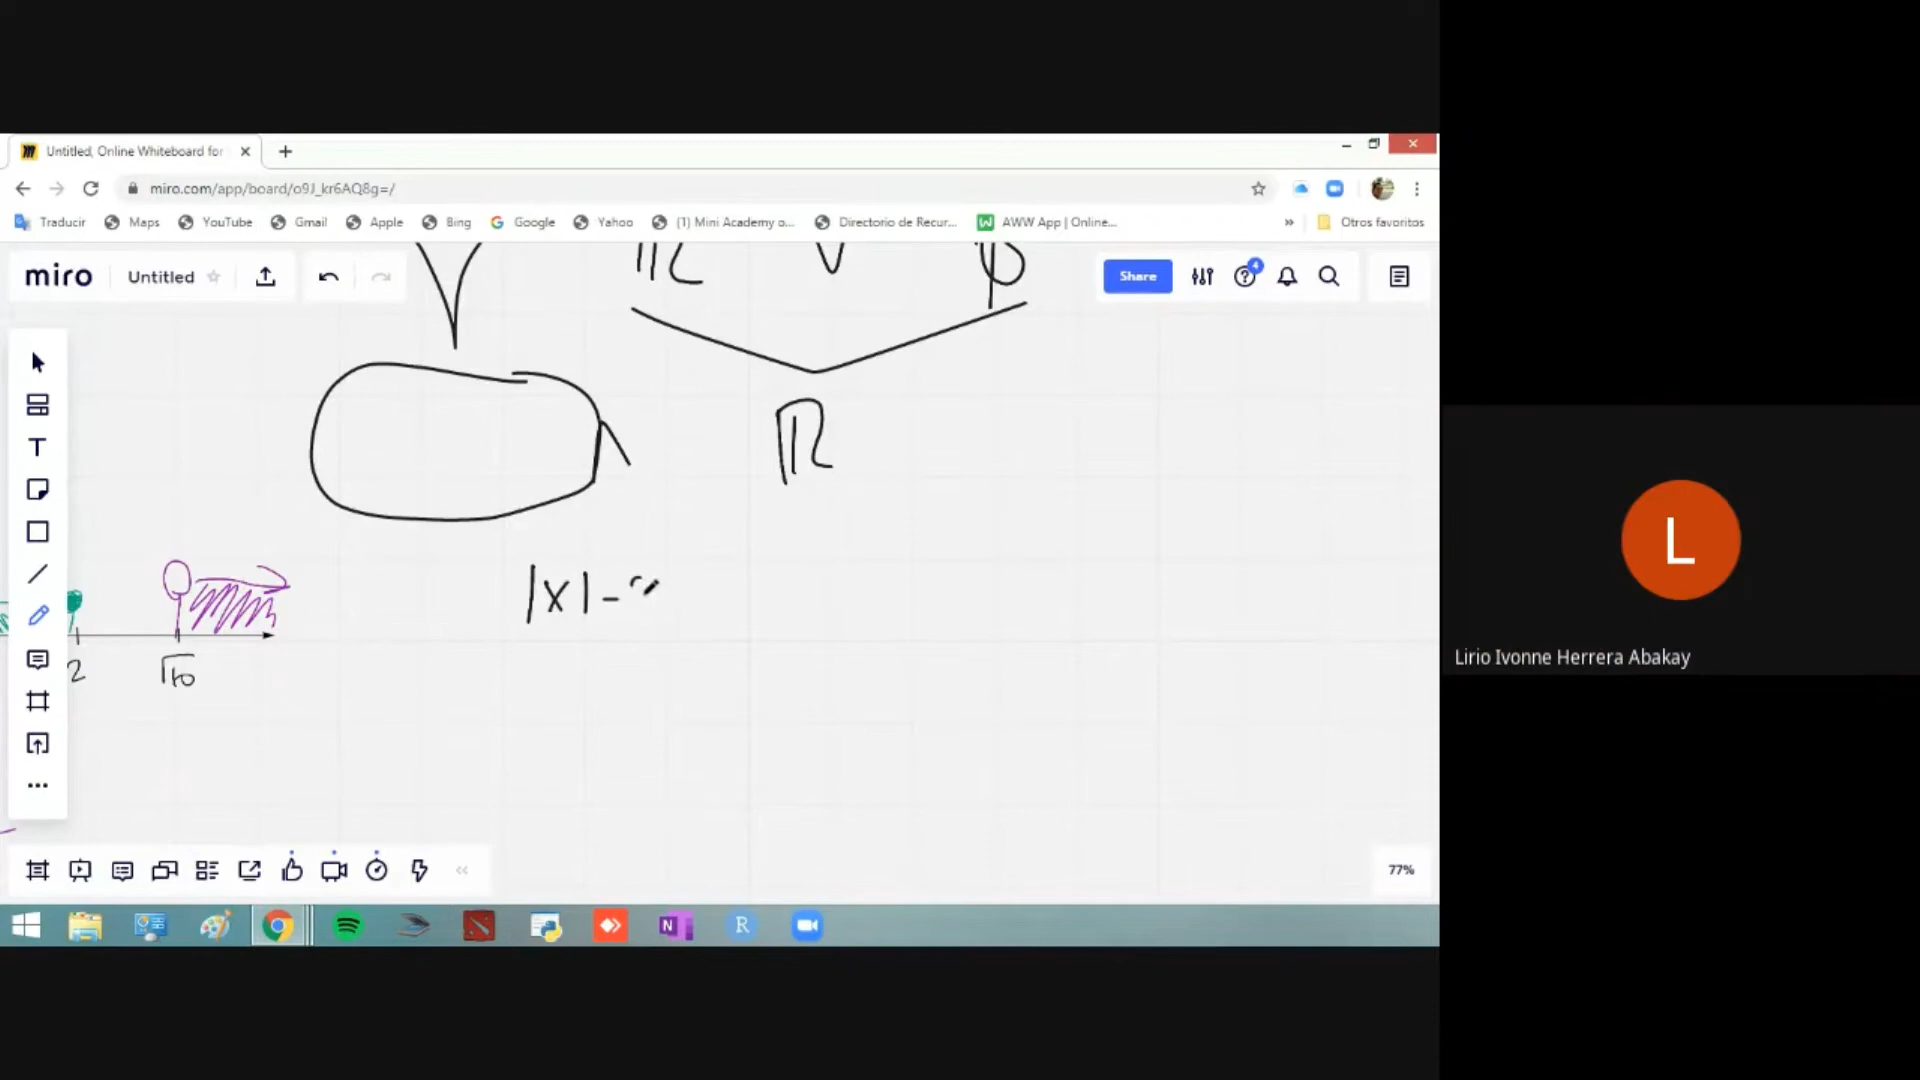 Untitled, Online Whiteboard for
miro.com/app/board/o9J_kr6AQ8g=/
Traducir Maps YouTube Gmail Apple Bing Google Yahoo (1) Mini Academy o... Directorio de Recur... AWW App | Online... » Otros favoritos
ℝ ∨ ϕ
miro Untitled Share 4
T
ℝ
|x| -
2 √10
L
Lirio Ivonne Herrera Abakay
77%
N R